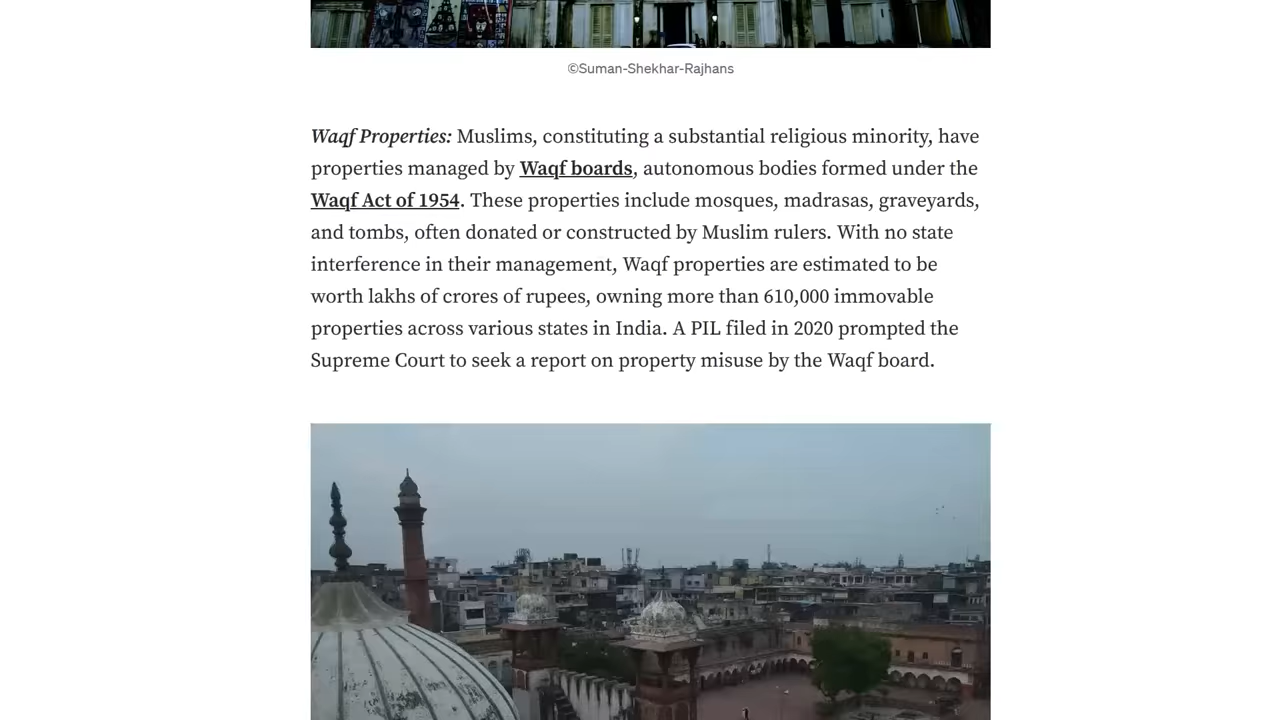 ©Suman-Shekhar-Rajhans
Waqf Properties: Muslims, constituting a substantial religious minority, have
properties managed by Waqf boards, autonomous bodies formed under the
Waqf Act of 1954. These properties include mosques, madrasas, graveyards,
and tombs, often donated or constructed by Muslim rulers. With no state
interference in their management, Waqf properties are estimated to be
worth lakhs of crores of rupees, owning more than 610,000 immovable
properties across various states in India. A PIL filed in 2020 prompted the
Supreme Court to seek a report on property misuse by the Waqf board.